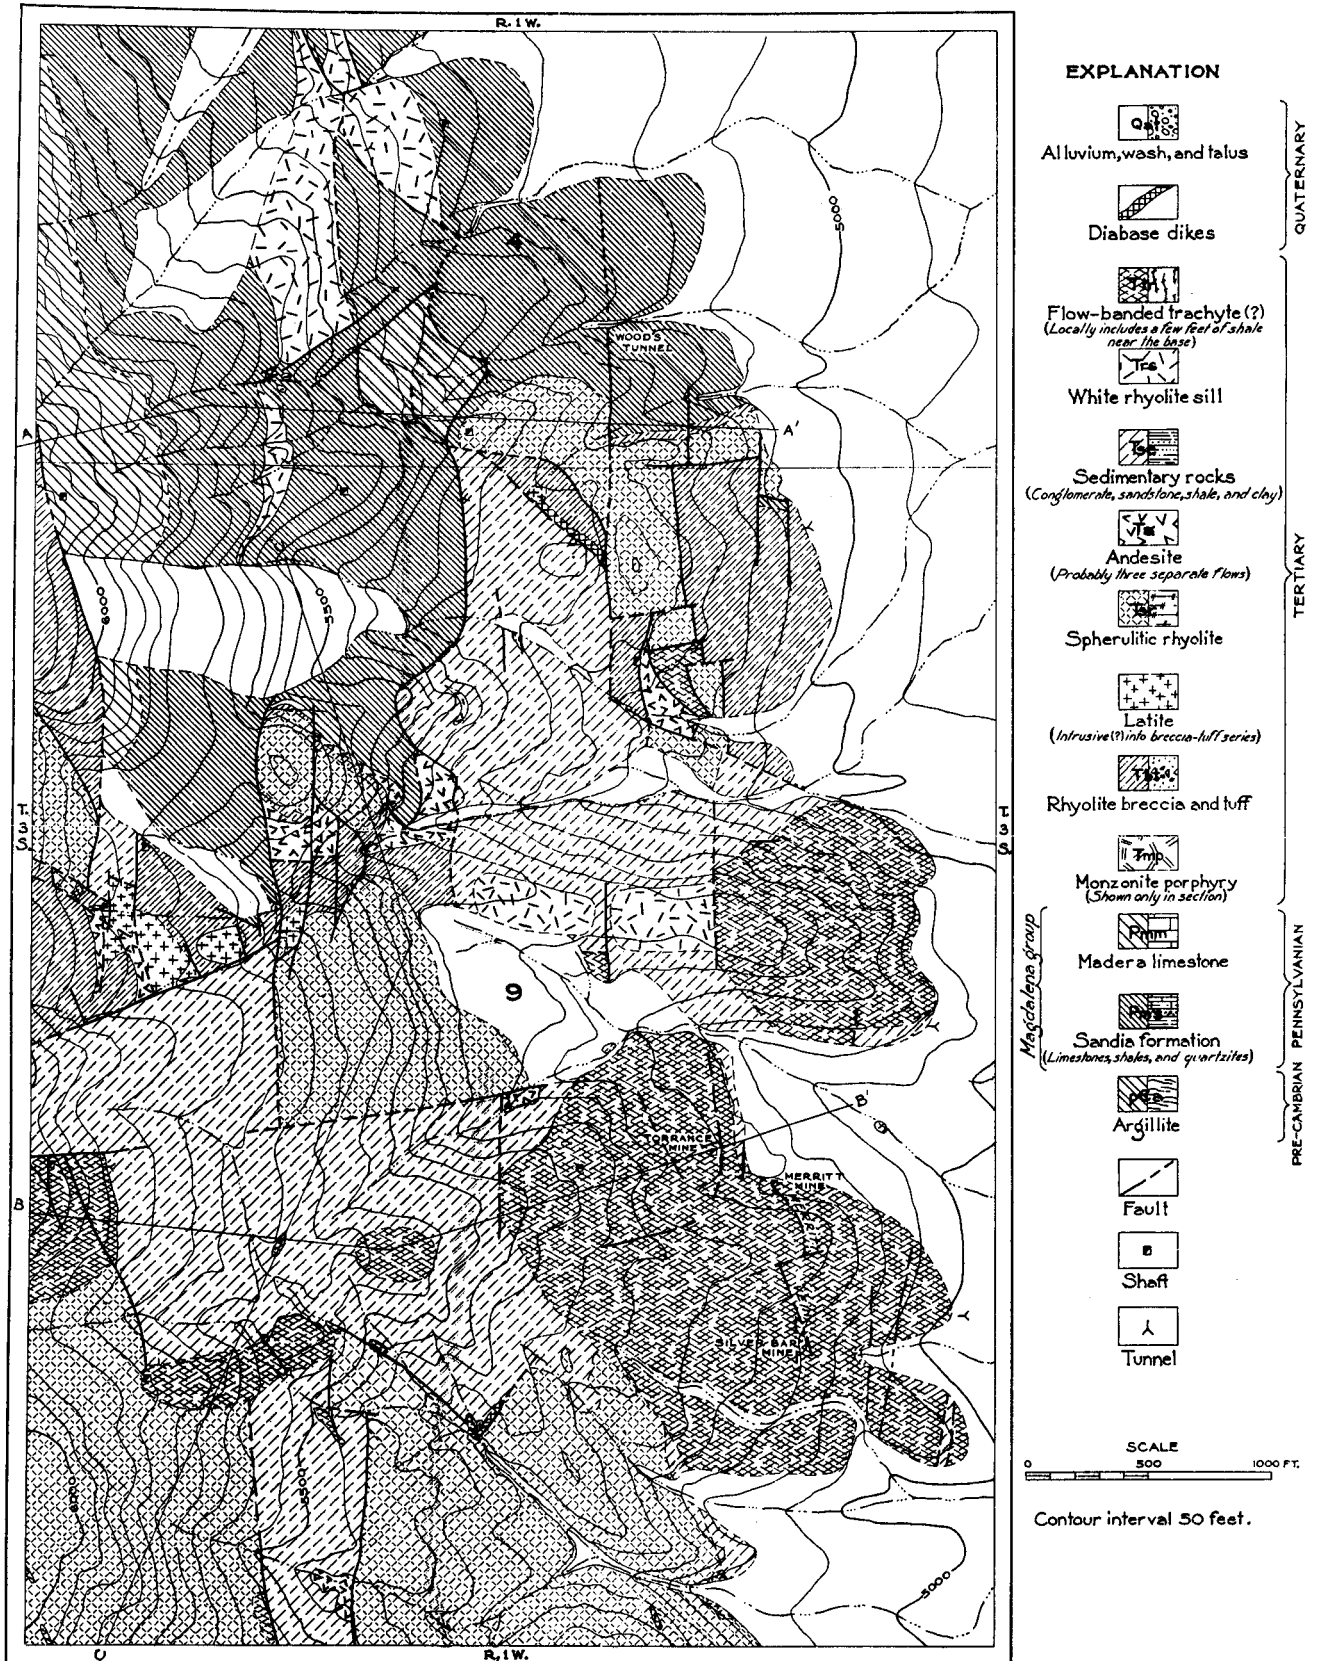 R. 1 W.
5000
4
WOOD'S
TUNNEL
A
A'
6000
5500
T.
3
S.
T.
3
S.
9
TORRANCE
MINE
B'
MERRITT
MINE
B
SILVER BAR
MINE
6000
5500
5000
C
R. 1 W.
EXPLANATION
Alluvium, wash, and talus
Diabase dikes
QUATERNARY
Flow-banded trachyte(?)
(Locally includes a few feet of shale
near the base)
White rhyolite sill
Sedimentary rocks
(Conglomerate, sandstone, shale, and clay)
Andesite
(Probably three separate flows)
Spherulitic rhyolite
Latite
(Intrusive(?) into breccia-tuff series)
Rhyolite breccia and tuff
Tmp
Monzonite porphyry
(Shown only in section)
TERTIARY
Pmm
Madera limestone
Sandia formation
(Limestones, shales, and quartzites)
Magdalena group
PENNSYLVANIAN
Argillite
PRE-CAMBRIAN
Fault
Shaft
Tunnel
SCALE
0 500 1000 FT.
Contour interval 50 feet.